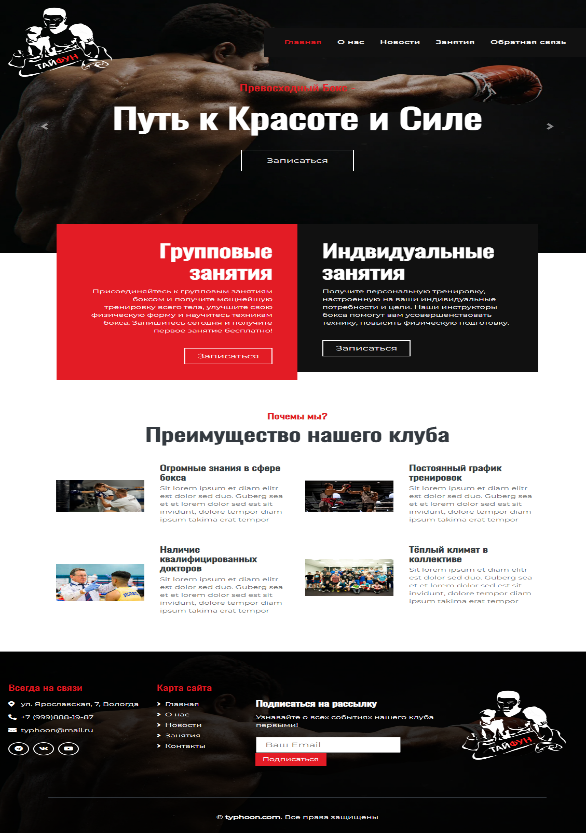 ТАЙФУН
Главная О нас Новости Занятия Обратная связь
Превосходный Бокс -
Путь к Красоте и Силе
Записаться
Групповые
занятия
Присоединяйтесь к групповым занятиям
боксом и получите мощнейшую
тренировку всего тела, улучшите свою
физическую форму и научитесь техникам
бокса. Запишитесь сегодня и получите
первое занятие бесплатно!
Записаться
Индвидуальные
занятия
Получите персональную тренировку,
настроенную на ваши индивидуальные
потребности и цели. Наши инструкторы
бокса помогут вам усовершенствовать
технику, повысить физическую подготовку.
Записаться
Почемы мы?
Преимущество нашего клуба
Огромные знания в сфере
бокса
Sit lorem ipsum et diam elitr
est dolor sed duo. Guberg sea
et et lorem dolor sed est sit
invidunt, dolore tempor diam
ipsum takima erat tempor
Постоянный график
тренировок
Sit lorem ipsum et diam elitr
est dolor sed duo. Guberg sea
et et lorem dolor sed est sit
invidunt, dolore tempor diam
ipsum takima erat tempor
Наличие
квалифицированных
докторов
Sit lorem ipsum et diam elitr
est dolor sed duo. Guberg sea
et et lorem dolor sed est sit
invidunt, dolore tempor diam
ipsum takima erat tempor
Тёплый климат в
коллективе
Sit lorem ipsum et diam elitr
est dolor sed duo. Guberg sea
et et lorem dolor sed est sit
invidunt, dolore tempor diam
ipsum takima erat tempor
Всегда на связи
ул. Ярославская, 7, Вологда
+7 (999)888-19-87
typhoon@mail.ru
Карта сайта
Главная
О нас
Новости
Занятия
Контакты
Подписаться на рассылку
Узнавайте о всех событиях нашего клуба
первыми!
Ваш Email
Подписаться
ТАЙФУН
© typhoon.com. Все права защищены